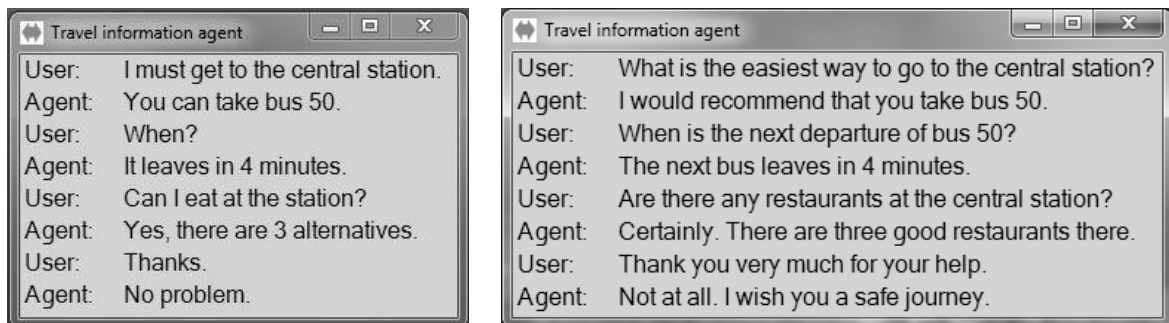 Travel information agent
User: I must get to the central station.
Agent: You can take bus 50.
User: When?
Agent: It leaves in 4 minutes.
User: Can I eat at the station?
Agent: Yes, there are 3 alternatives.
User: Thanks.
Agent: No problem.
Travel information agent
User: What is the easiest way to go to the central station?
Agent: I would recommend that you take bus 50.
User: When is the next departure of bus 50?
Agent: The next bus leaves in 4 minutes.
User: Are there any restaurants at the central station?
Agent: Certainly. There are three good restaurants there.
User: Thank you very much for your help.
Agent: Not at all. I wish you a safe journey.